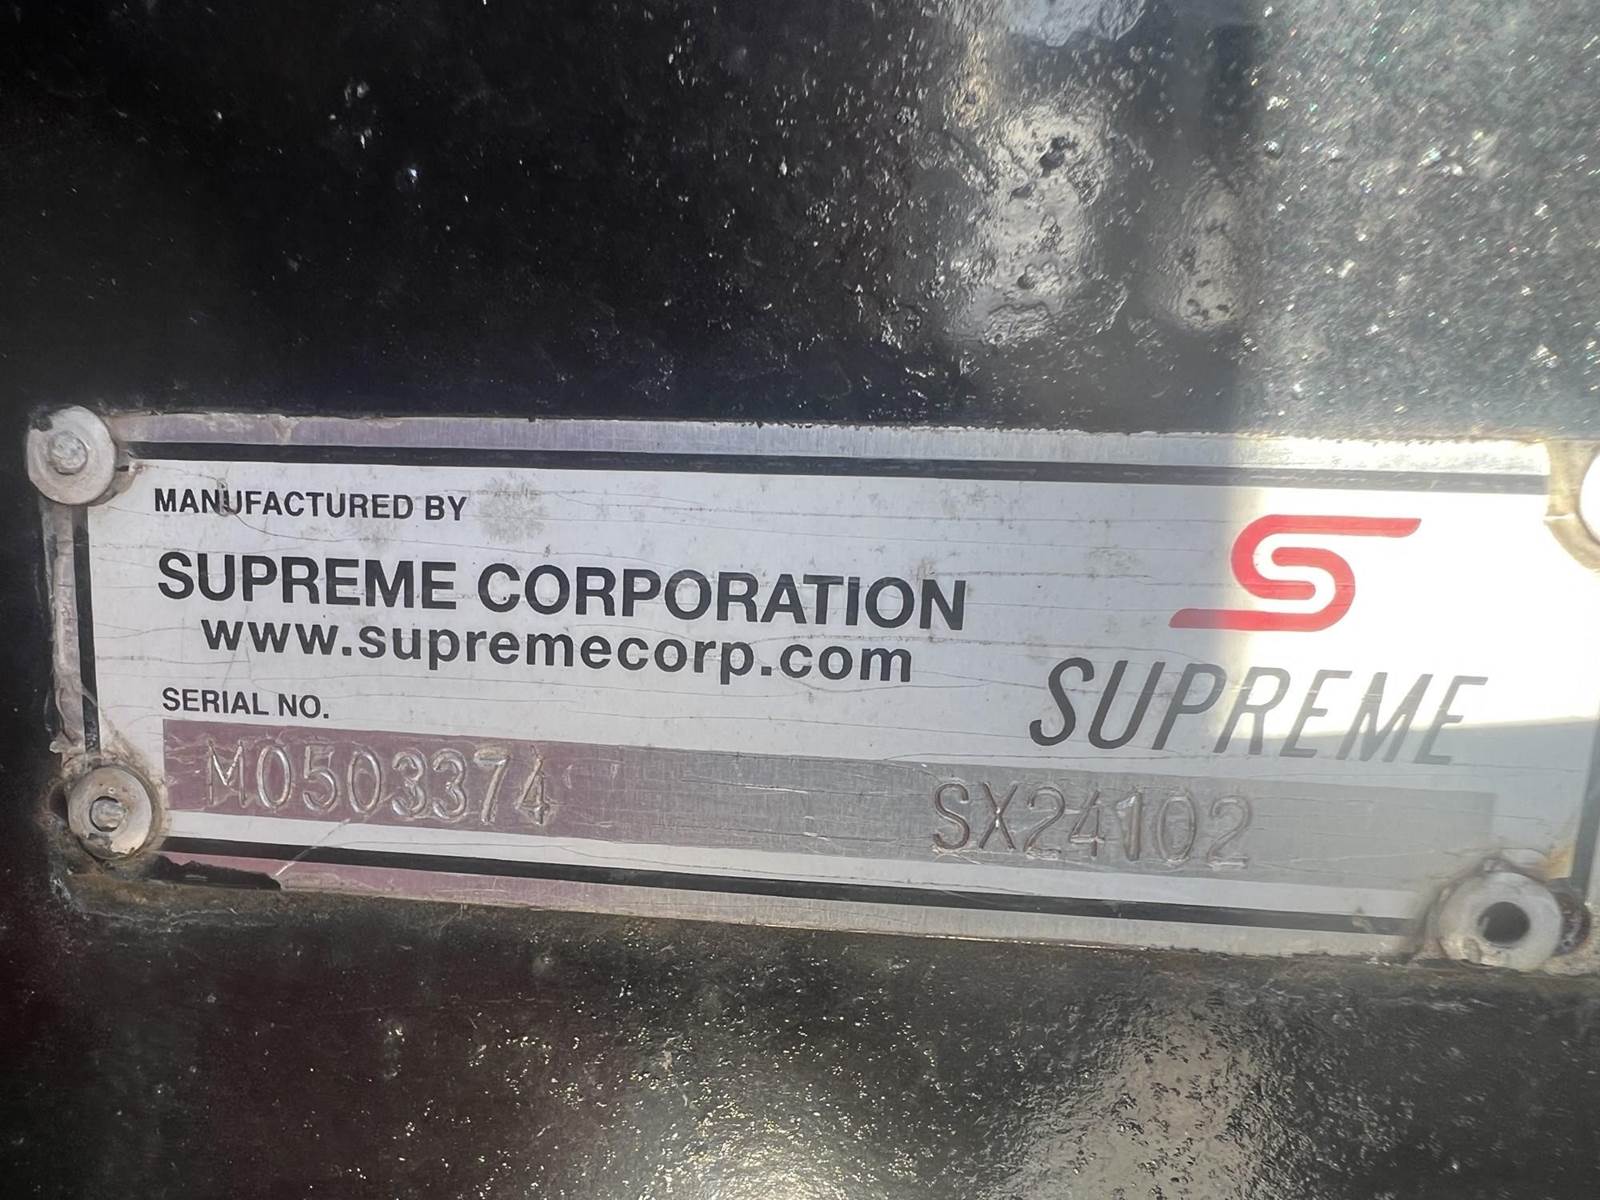 MANUFACTURED BY
SUPREME CORPORATION
www.supremecorp.com
SUPREME
SERIAL NO.
M0503374 SX24102